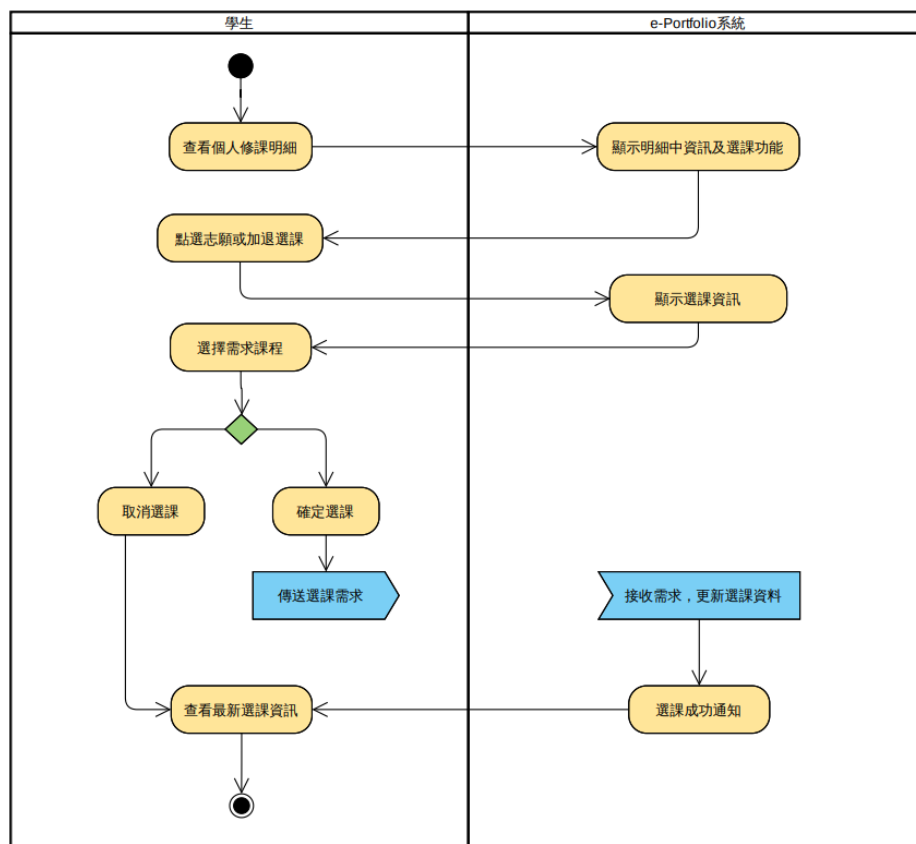 學生
e-Portfolio系統
查看個人修課明細
顯示明細中資訊及選課功能
點選志願或加退選課
顯示選課資訊
選擇需求課程
取消選課
確定選課
傳送選課需求
接收需求，更新選課資料
查看最新選課資訊
選課成功通知